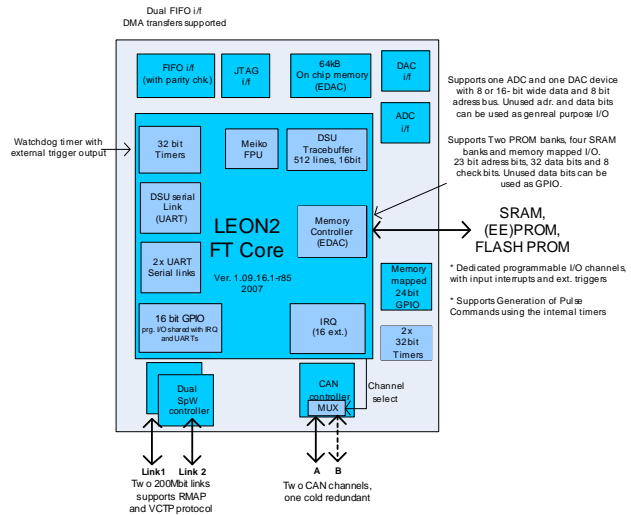 Dual FIFO i/f
DMA transfers supported
FIFO i/f
(with parity chk.)
JTAG
i/f
64kB
On chip memory
(EDAC)
DAC
i/f
ADC
i/f
Supports one ADC and one DAC device
with 8 or 16- bit wide data and 8 bit
adress bus. Unused adr. and data bits
can be used as genreal purpose I/O
Watchdog timer with
external trigger output
32 bit
Timers
Meiko
FPU
DSU
Tracebuffer
512 lines, 16bit
Supports Two PROM banks, four SRAM
banks and memory mapped I/O.
23 bit adress bits, 32 data bits and 8
check bits. Unused data bits can be
used as GPIO.
DSU serial
Link
(UART)
LEON2
FT Core
Ver. 1.09.16.1-r85
2007
Memory
Controller
(EDAC)
SRAM,
(EE)PROM,
FLASH PROM
2x UART
Serial links
* Dedicated programmable I/O channels,
with input interrupts and ext. triggers
* Supports Generation of Pulse
Commands using the internal timers
Memory
mapped
24bit
GPIO
16 bit GPIO
prg. I/O shared with IRQ
and UARTs
IRQ
(16 ext.)
2x
32bit
Timers
Dual
SpW
controller
CAN
controller
MUX
Channel
select
Link1
Link 2
Two 200Mbit links
supports RMAP
and VCTP protocol
A
B
Two CAN channels,
one cold redundant